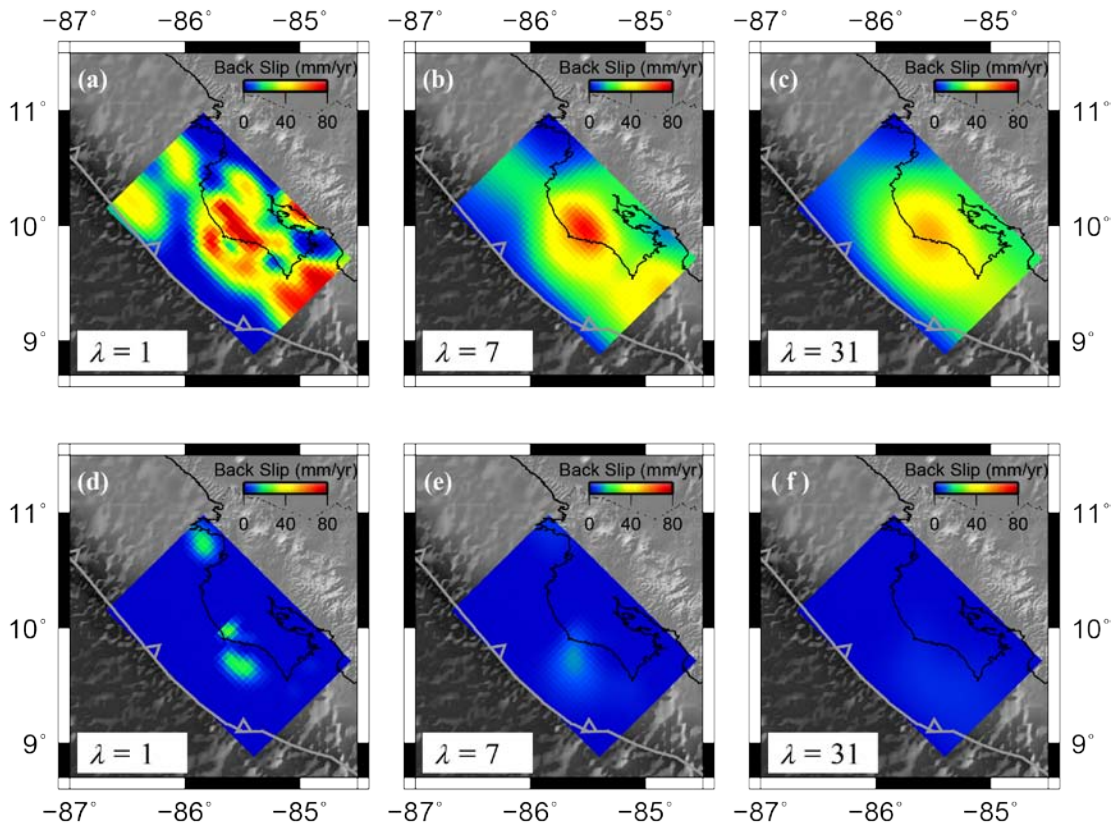 −87° −86° −85° −87° −86° −85° −87° −86° −85°
(a) Back Slip (mm/yr) (b) Back Slip (mm/yr) (c) Back Slip (mm/yr)
0 40 80 0 40 80 0 40 80
11° 11°
10° 10°
9° 9°
λ = 1 λ = 7 λ = 31
(d) Back Slip (mm/yr) (e) Back Slip (mm/yr) (f) Back Slip (mm/yr)
0 40 80 0 40 80 0 40 80
11° 11°
10° 10°
9° 9°
λ = 1 λ = 7 λ = 31
−87° −86° −85° −87° −86° −85° −87° −86° −85°